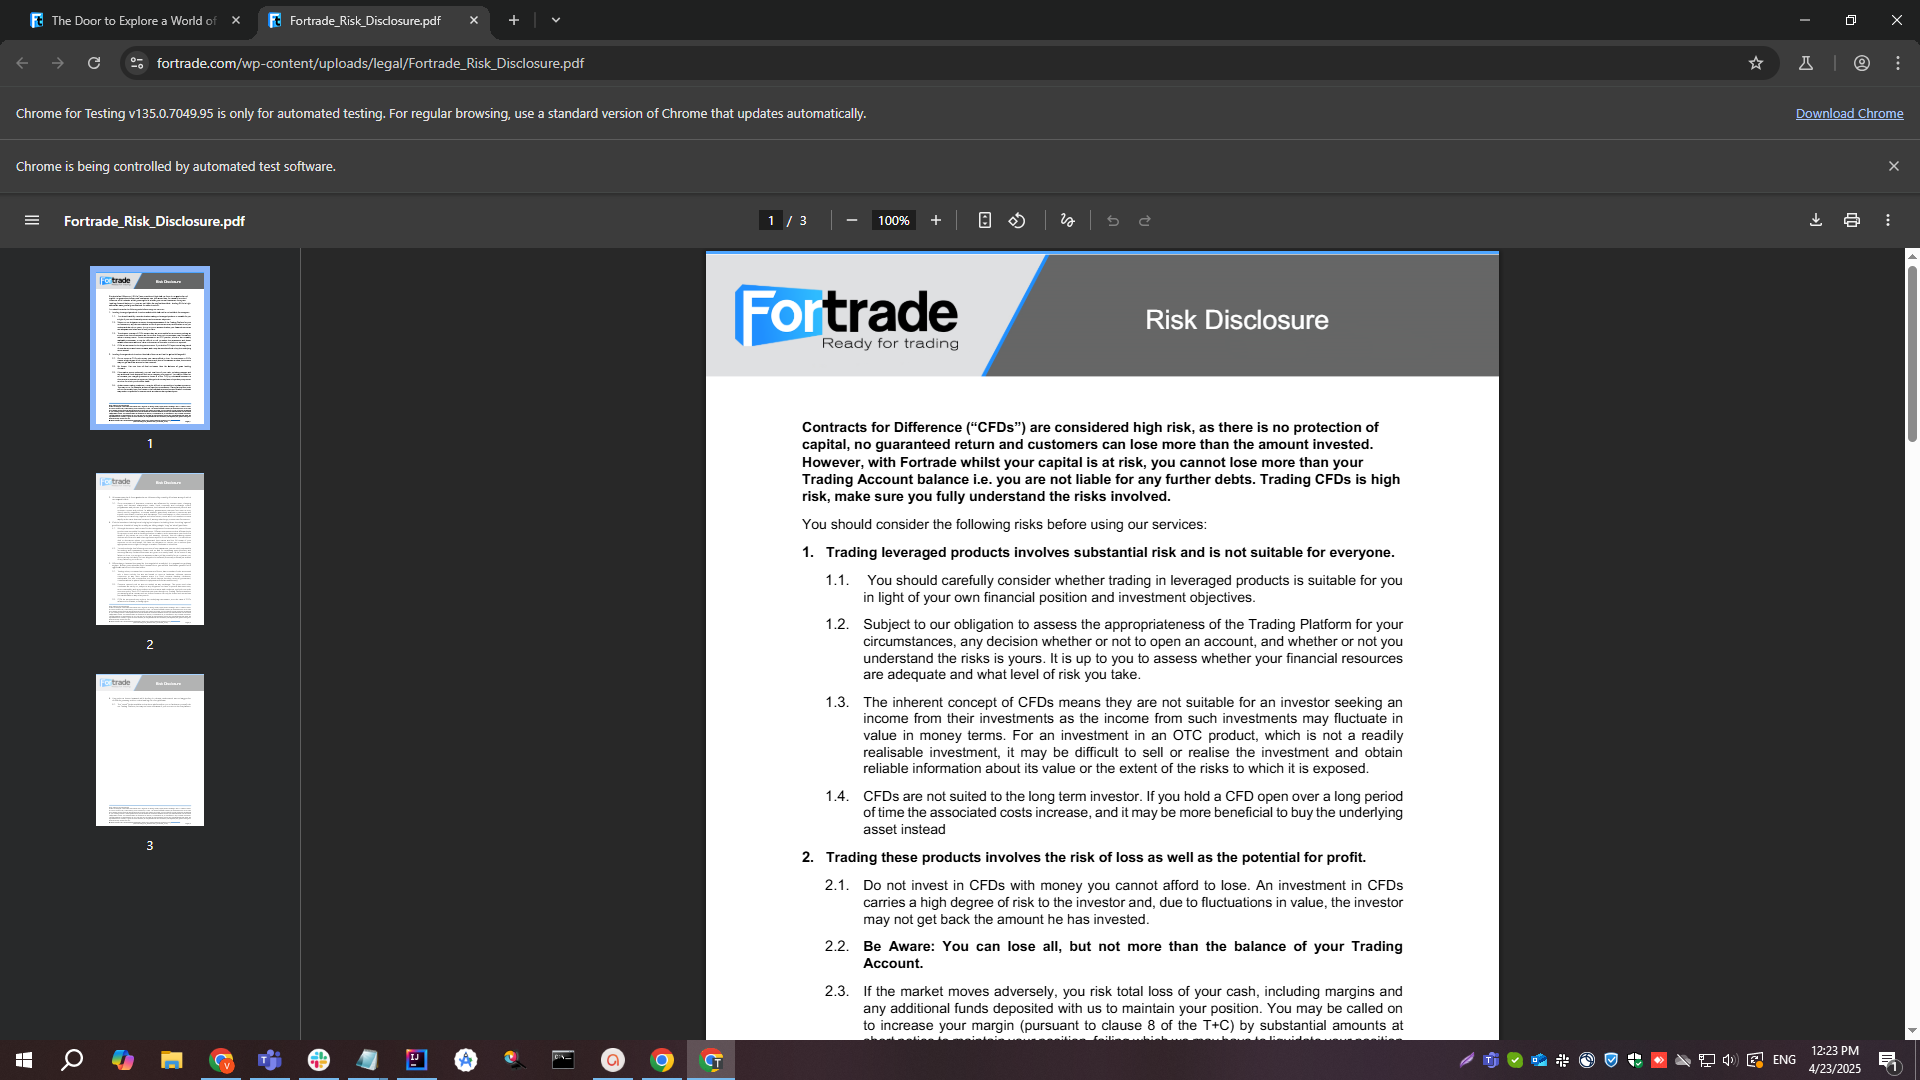 The Door to Explore a World of
Fortrade_Risk_Disclosure.pdf
fortrade.com/wp-content/uploads/legal/Fortrade_Risk_Disclosure.pdf
Chrome for Testing v135.0.7049.95 is only for automated testing. For regular browsing, use a standard version of Chrome that updates automatically.
Download Chrome
Chrome is being controlled by automated test software.
Fortrade_Risk_Disclosure.pdf
1 / 3
100%
1
2
3
Fortrade
Ready for trading
Risk Disclosure
Contracts for Difference (“CFDs”) are considered high risk, as there is no protection of
capital, no guaranteed return and customers can lose more than the amount invested.
However, with Fortrade whilst your capital is at risk, you cannot lose more than your
Trading Account balance i.e. you are not liable for any further debts. Trading CFDs is high
risk, make sure you fully understand the risks involved.
You should consider the following risks before using our services:
1. Trading leveraged products involves substantial risk and is not suitable for everyone.
1.1. You should carefully consider whether trading in leveraged products is suitable for you
in light of your own financial position and investment objectives.
1.2. Subject to our obligation to assess the appropriateness of the Trading Platform for your
circumstances, any decision whether or not to open an account, and whether or not you
understand the risks is yours. It is up to you to assess whether your financial resources
are adequate and what level of risk you take.
1.3. The inherent concept of CFDs means they are not suitable for an investor seeking an
income from their investments as the income from such investments may fluctuate in
value in money terms. For an investment in an OTC product, which is not a readily
realisable investment, it may be difficult to sell or realise the investment and obtain
reliable information about its value or the extent of the risks to which it is exposed.
1.4. CFDs are not suited to the long term investor. If you hold a CFD open over a long period
of time the associated costs increase, and it may be more beneficial to buy the underlying
asset instead
2. Trading these products involves the risk of loss as well as the potential for profit.
2.1. Do not invest in CFDs with money you cannot afford to lose. An investment in CFDs
carries a high degree of risk to the investor and, due to fluctuations in value, the investor
may not get back the amount he has invested.
2.2. Be Aware: You can lose all, but not more than the balance of your Trading
Account.
2.3. If the market moves adversely, you risk total loss of your cash, including margins and
any additional funds deposited with us to maintain your position. You may be called on
to increase your margin (pursuant to clause 8 of the T+C) by substantial amounts at
ENG
12:23 PM
4/23/2025